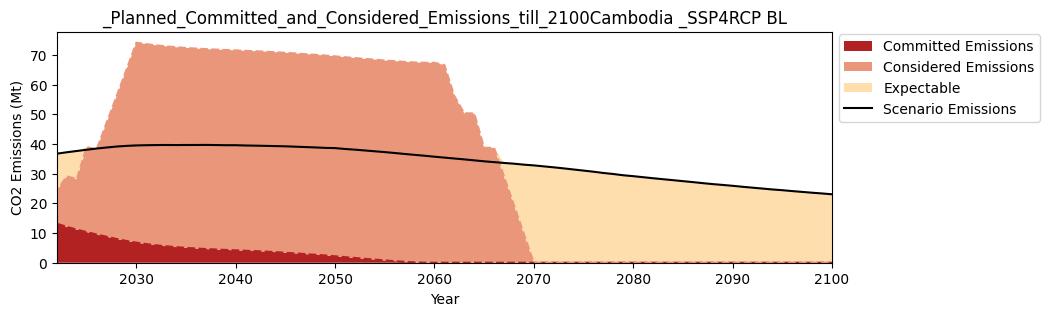 _Planned_Committed_and_Considered_Emissions_till_2100Cambodia _SSP4RCP BL
CO2 Emissions (Mt)
70
60
50
40
30
20
10
0
2030 2040 2050 2060 2070 2080 2090 2100
Year
Committed Emissions
Considered Emissions
Expectable
Scenario Emissions